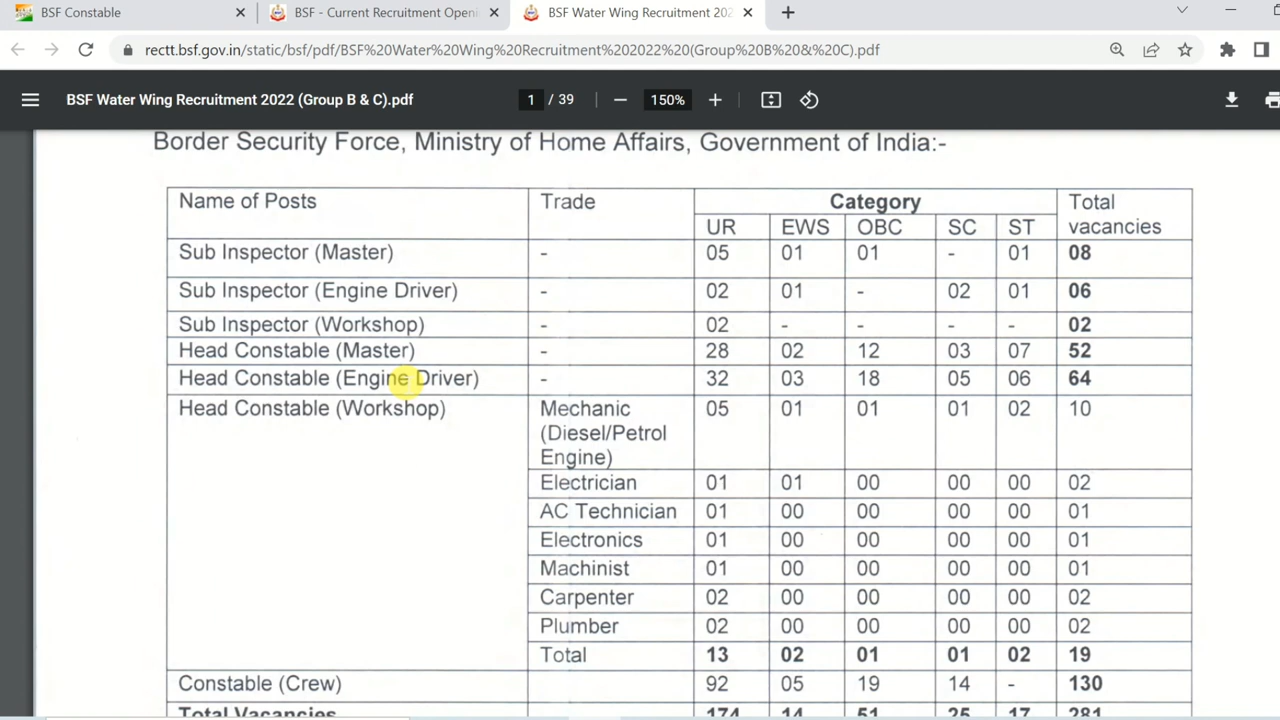 BSF Constable
BSF - Current Recruitment Openi
BSF Water Wing Recruitment 202
rectt.bsf.gov.in/static/bsf/pdf/BSF%20Water%20Wing%20Recruitment%202022%20(Group%20B%20&%20C).pdf
BSF Water Wing Recruitment 2022 (Group B & C).pdf 1 / 39 150%
Border Security Force, Ministry of Home Affairs, Government of India:-
Name of Posts Trade Category Total vacancies
UR EWS OBC SC ST
Sub Inspector (Master) - 05 01 01 - 01 08
Sub Inspector (Engine Driver) - 02 01 - 02 01 06
Sub Inspector (Workshop) - 02 - - - - 02
Head Constable (Master) - 28 02 12 03 07 52
Head Constable (Engine Driver) - 32 03 18 05 06 64
Head Constable (Workshop) Mechanic (Diesel/Petrol Engine) 05 01 01 01 02 10
Electrician 01 01 00 00 00 02
AC Technician 01 00 00 00 00 01
Electronics 01 00 00 00 00 01
Machinist 01 00 00 00 00 01
Carpenter 02 00 00 00 00 02
Plumber 02 00 00 00 00 02
Total 13 02 01 01 02 19
Constable (Crew) 92 05 19 14 - 130
Total Vacancies 174 14 51 25 17 281